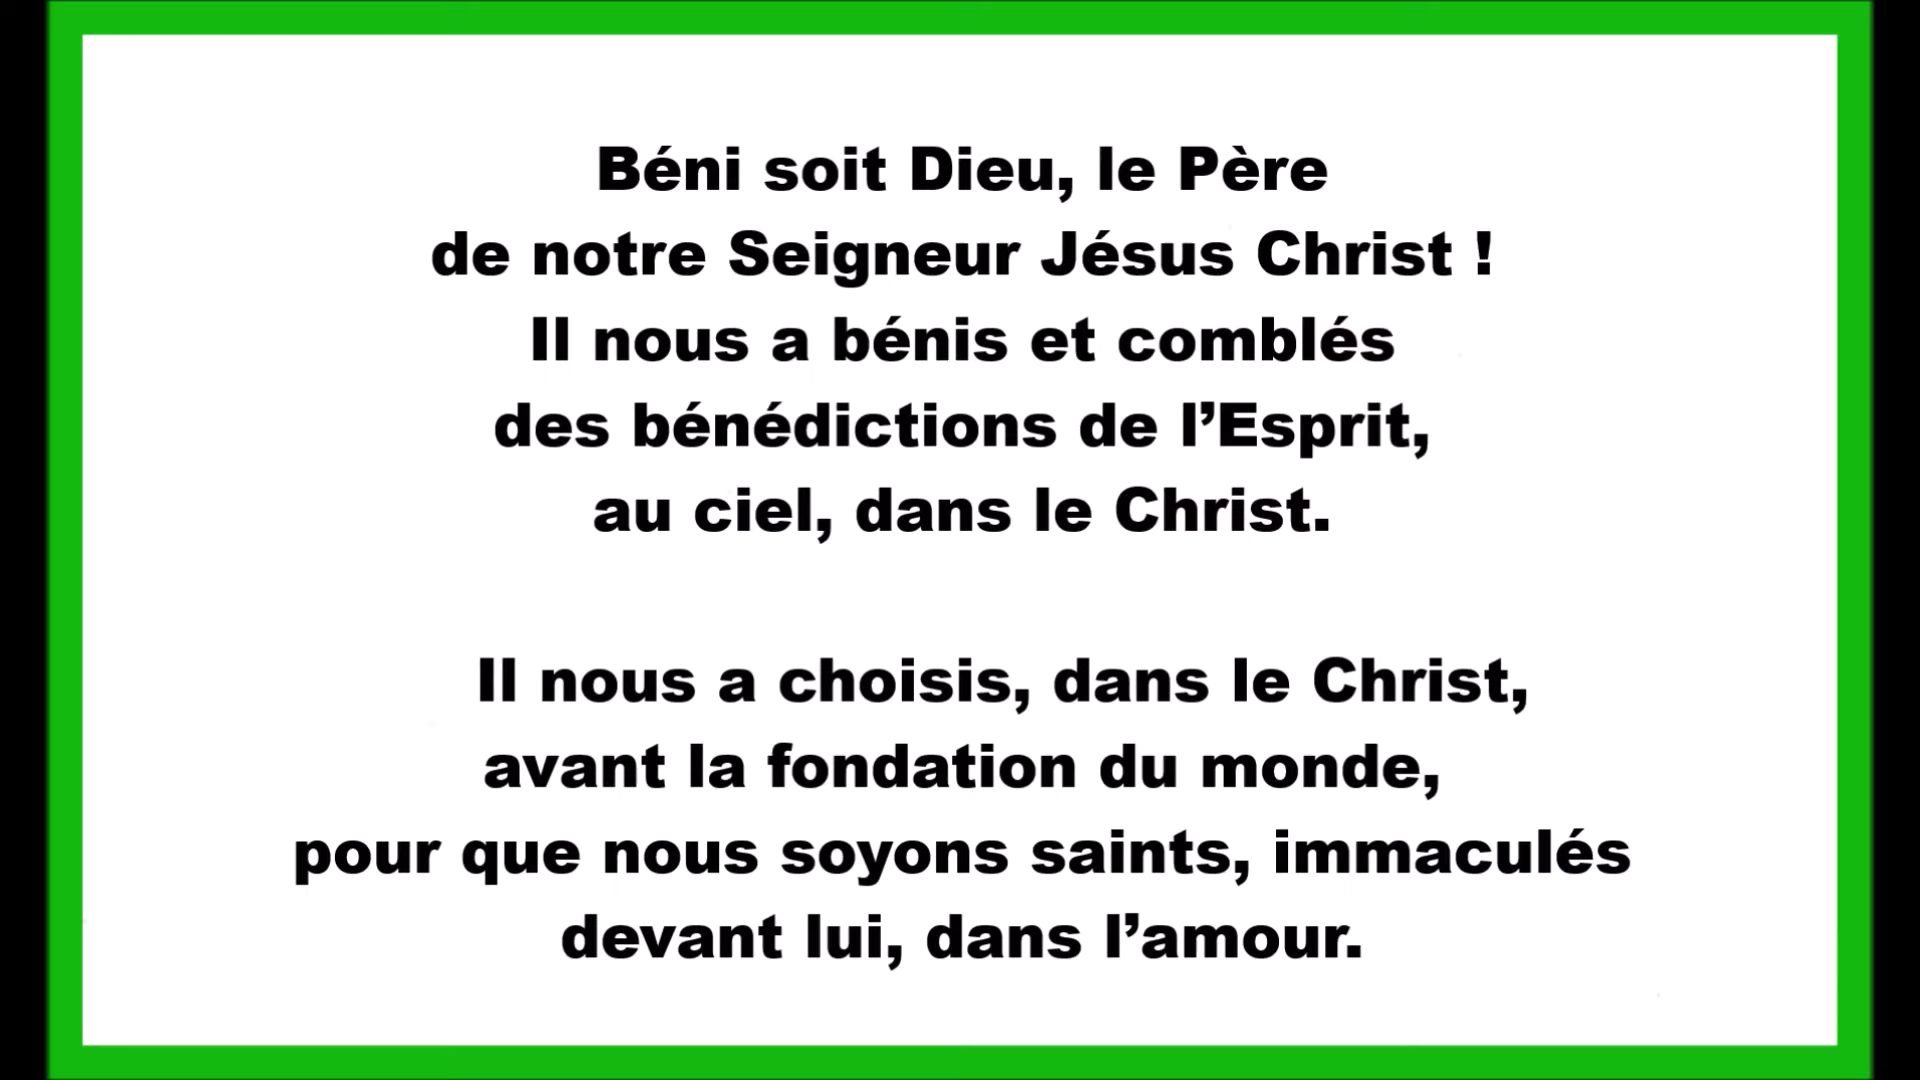 Béni soit Dieu, le Père
de notre Seigneur Jésus Christ !
Il nous a bénis et comblés
des bénédictions de l’Esprit,
au ciel, dans le Christ.
Il nous a choisis, dans le Christ,
avant la fondation du monde,
pour que nous soyons saints, immaculés
devant lui, dans l’amour.